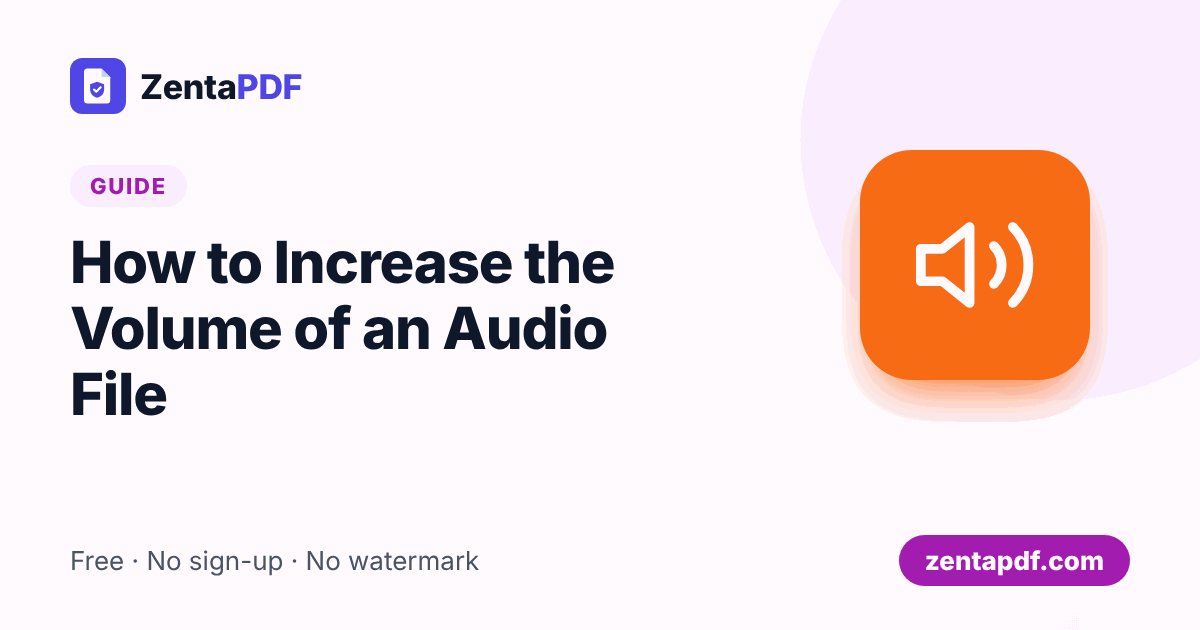 ZentaPDF
GUIDE
How to Increase the
Volume of an Audio
File
Free · No sign-up · No watermark
zentapdf.com